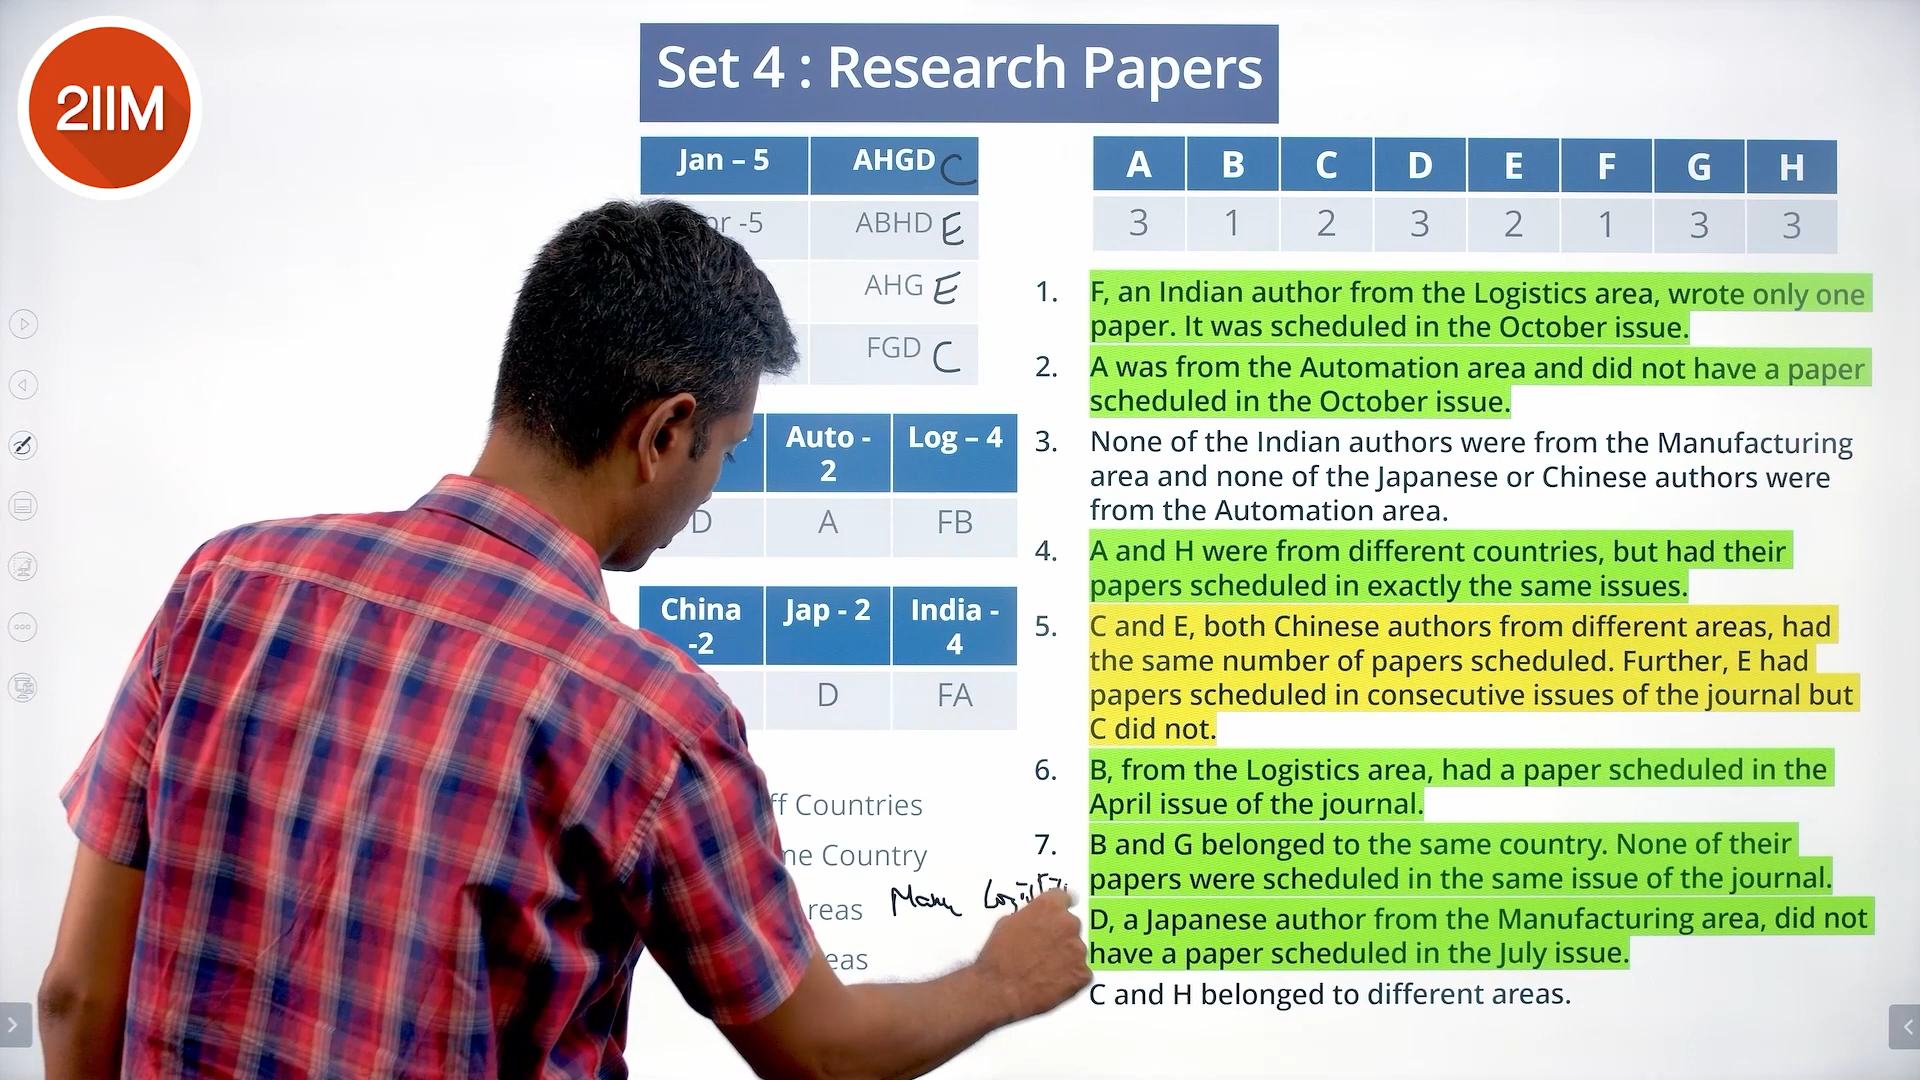 2IIM
Set 4 : Research Papers
Jan – 5 AHGD C
-5 ABHD E
AHG E
FGD C
Auto - 2 Log – 4
D A FB
China -2 Jap - 2 India - 4
D FA
Countries
Country
Manu
A B C D E F G H
3 1 2 3 2 1 3 3
1. F, an Indian author from the Logistics area, wrote only one
paper. It was scheduled in the October issue.
2. A was from the Automation area and did not have a paper
scheduled in the October issue.
3. None of the Indian authors were from the Manufacturing
area and none of the Japanese or Chinese authors were
from the Automation area.
4. A and H were from different countries, but had their
papers scheduled in exactly the same issues.
5. C and E, both Chinese authors from different areas, had
the same number of papers scheduled. Further, E had
papers scheduled in consecutive issues of the journal but
C did not.
6. B, from the Logistics area, had a paper scheduled in the
April issue of the journal.
7. B and G belonged to the same country. None of their
papers were scheduled in the same issue of the journal.
D, a Japanese author from the Manufacturing area, did not
have a paper scheduled in the July issue.
C and H belonged to different areas.